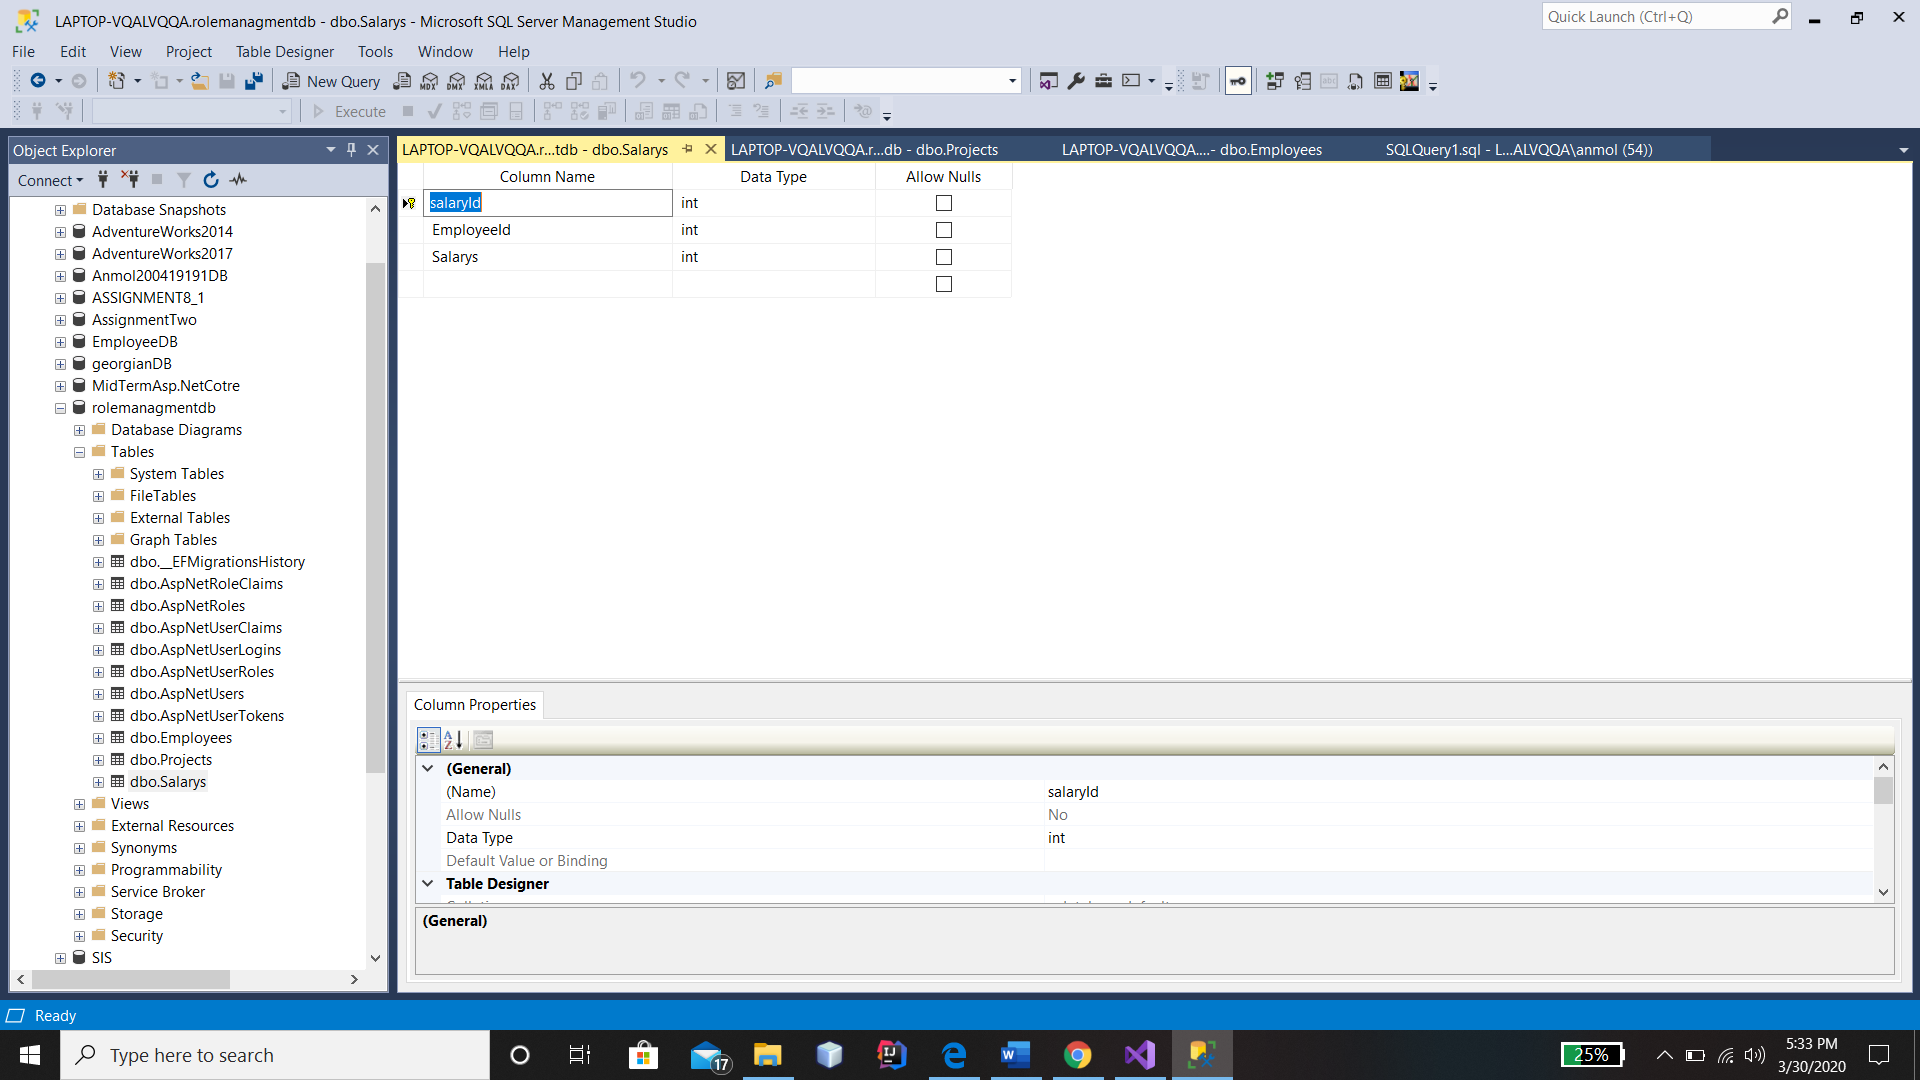 LAPTOP-VQALVQQA.rolemanagmentdb - dbo.Salarys - Microsoft SQL Server Management Studio
Quick Launch (Ctrl+Q)
File Edit View Project Table Designer Tools Window Help
New Query MDX DMX XMLA DAX
Execute
Object Explorer
Connect
Database Snapshots
AdventureWorks2014
AdventureWorks2017
Anmol200419191DB
ASSIGNMENT8_1
AssignmentTwo
EmployeeDB
georgianDB
MidTermAsp.NetCotre
rolemanagmentdb
Database Diagrams
Tables
System Tables
FileTables
External Tables
Graph Tables
dbo.__EFMigrationsHistory
dbo.AspNetRoleClaims
dbo.AspNetRoles
dbo.AspNetUserClaims
dbo.AspNetUserLogins
dbo.AspNetUserRoles
dbo.AspNetUsers
dbo.AspNetUserTokens
dbo.Employees
dbo.Projects
dbo.Salarys
Views
External Resources
Synonyms
Programmability
Service Broker
Storage
Security
SIS
LAPTOP-VQALVQQA.r...tdb - dbo.Salarys LAPTOP-VQALVQQA.r...db - dbo.Projects LAPTOP-VQALVQQA....- dbo.Employees SQLQuery1.sql - L...ALVQQA\anmol (54))
Column Name Data Type Allow Nulls
salaryId int
EmployeeId int
Salarys int
Column Properties
(General)
(Name) salaryId
Allow Nulls No
Data Type int
Default Value or Binding
Table Designer
(General)
Ready
Type here to search
17
25%
5:33 PM
3/30/2020